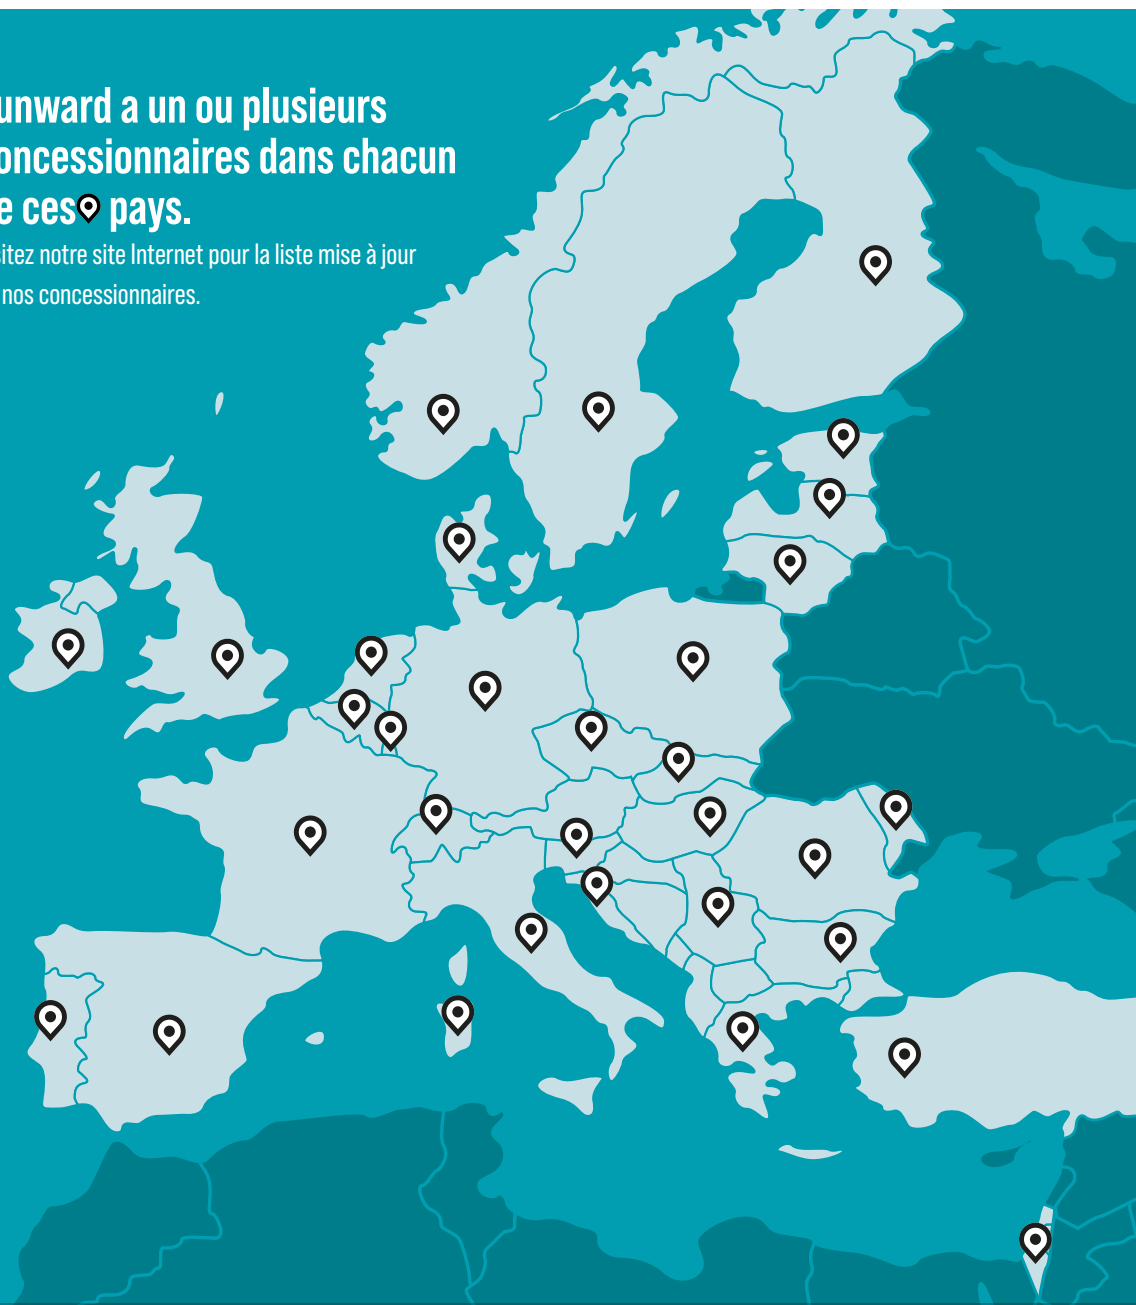 unward a un ou plusieurs
oncessionnaires dans chacun
e ces pays.
sitez notre site Internet pour la liste mise à jour
nos concessionnaires.